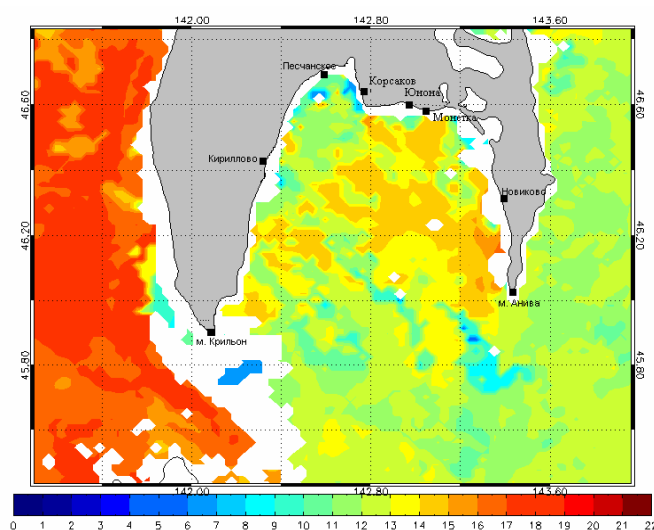 142.00 142.80 143.60
Песчанское
Корсаков
Юнона
46.60 46.60
Монетка
Кириллово
Новиково
46.20 46.20
м. Анива
м. Крильон
45.80 45.80
142.00 142.80 143.60
0 1 2 3 4 5 6 7 8 9 10 11 12 13 14 15 16 17 18 19 20 21 22